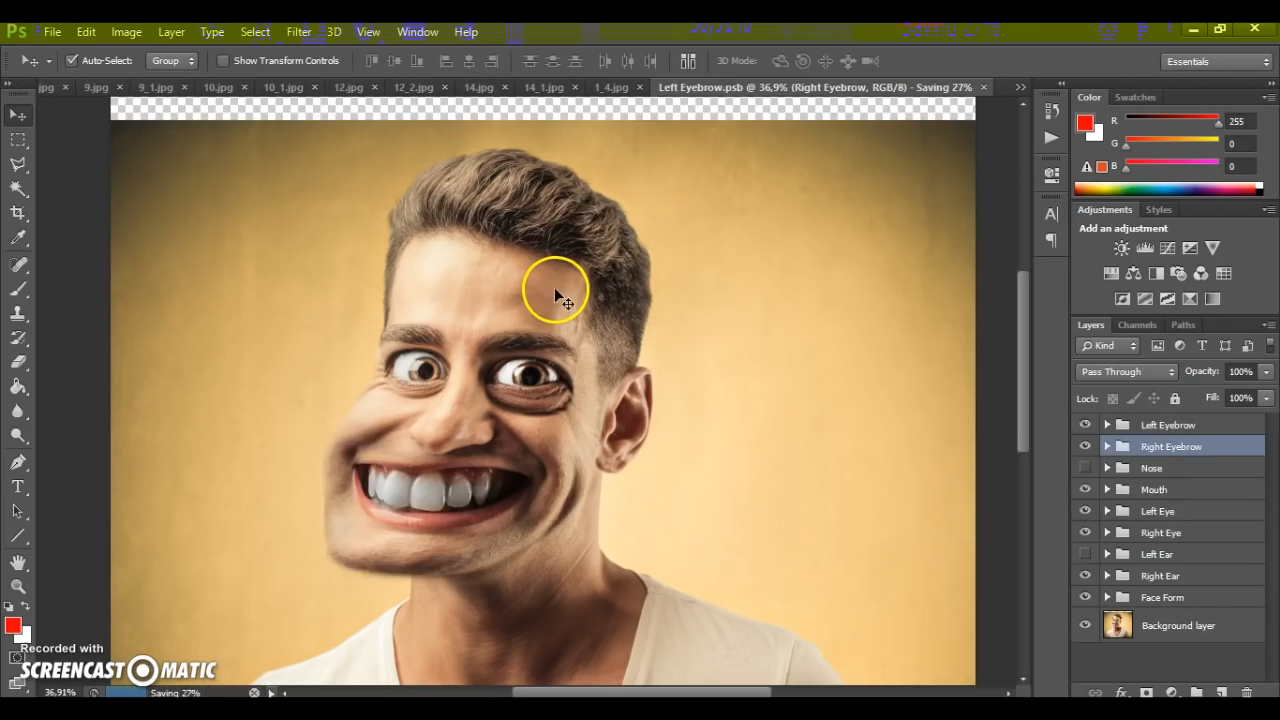 Ps File Edit Image Layer Type Select Filter 3D View Window Help
Auto-Select: Group Show Transform Controls 3D Mode: Essentials
jpg 9.jpg 9_1.jpg 10.jpg 10_1.jpg 12.jpg 12_2.jpg 14.jpg 14_1.jpg 1_4.jpg Left Eyebrow.psb @ 36,9% (Right Eyebrow, RGB/8) - Saving 27%
Color Swatches
R 255
G 0
B 0
Adjustments Styles
Add an adjustment
Layers Channels Paths
Kind
Pass Through Opacity: 100%
Lock: Fill: 100%
Left Eyebrow
Right Eyebrow
Nose
Mouth
Left Eye
Right Eye
Left Ear
Right Ear
Face Form
Background layer
Recorded with
SCREENCAST MATIC
36,91% Saving 27%